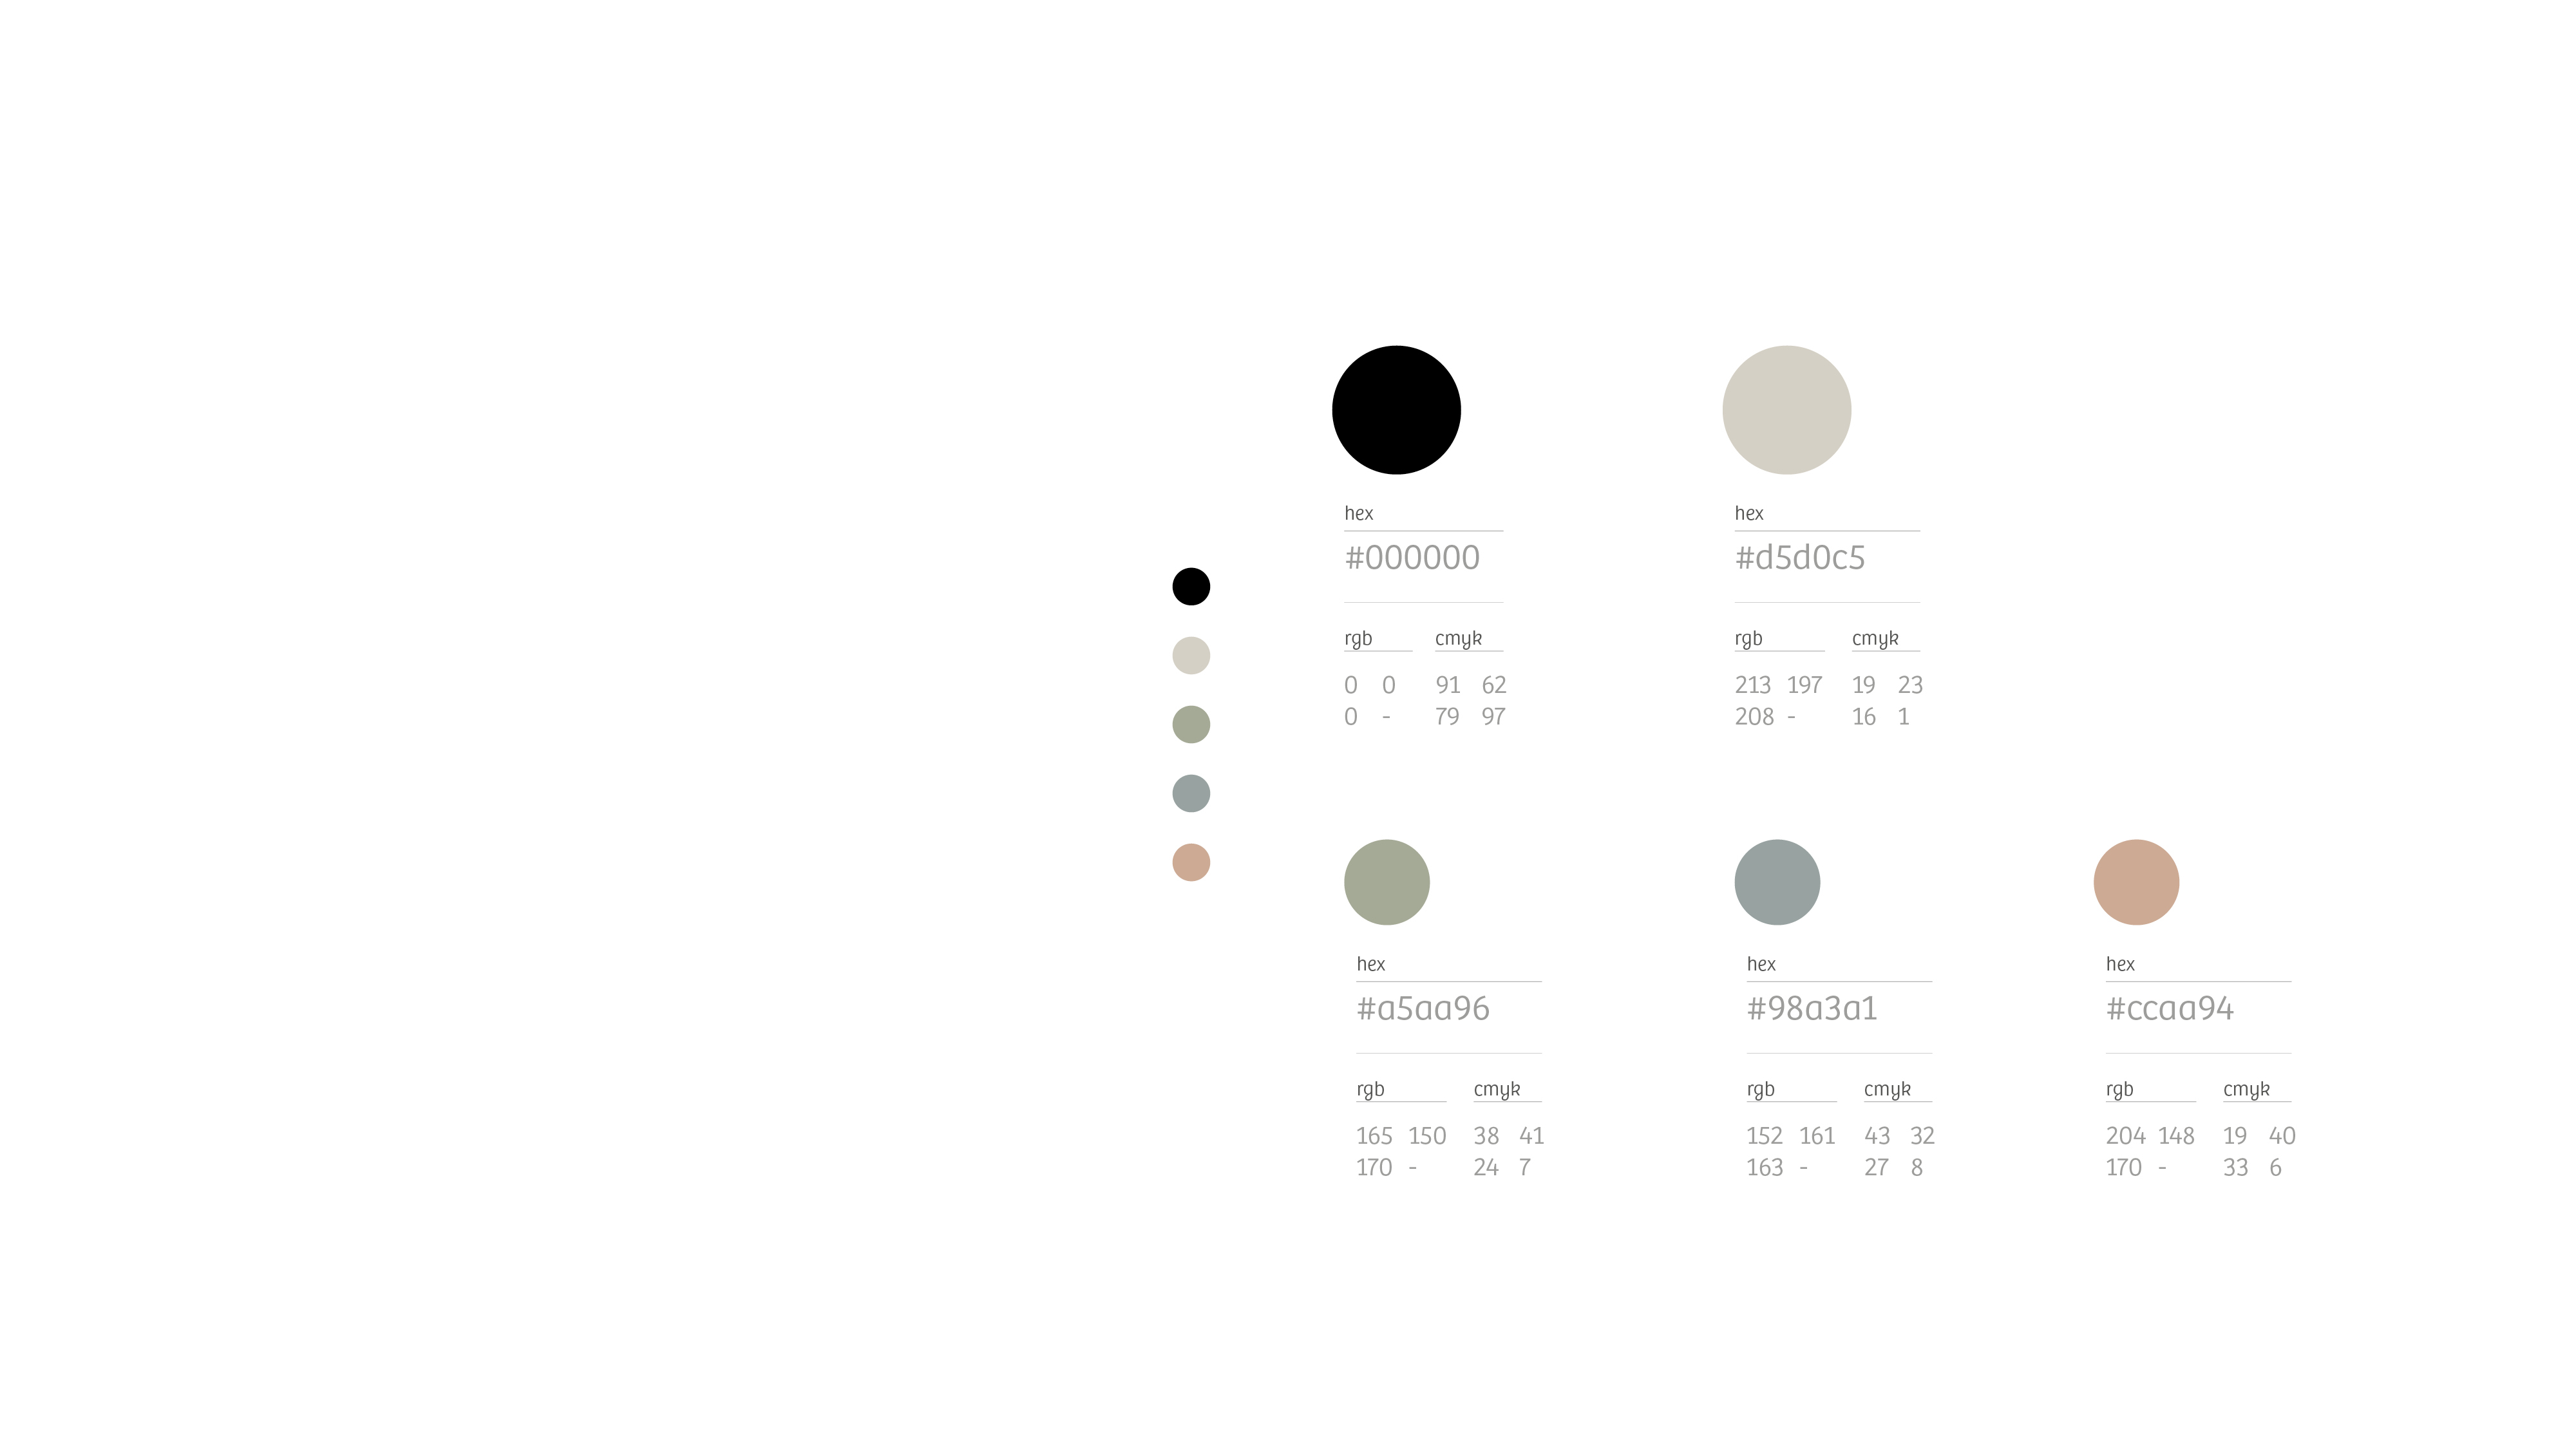 hex
#000000
rgb cmyk
0 0 91 62
0 - 79 97
hex
#d5d0c5
rgb cmyk
213 197 19 23
208 - 16 1
hex
#a5aa96
rgb cmyk
165 150 38 41
170 - 24 7
hex
#98a3a1
rgb cmyk
152 161 43 32
163 - 27 8
hex
#ccaa94
rgb cmyk
204 148 19 40
170 - 33 6